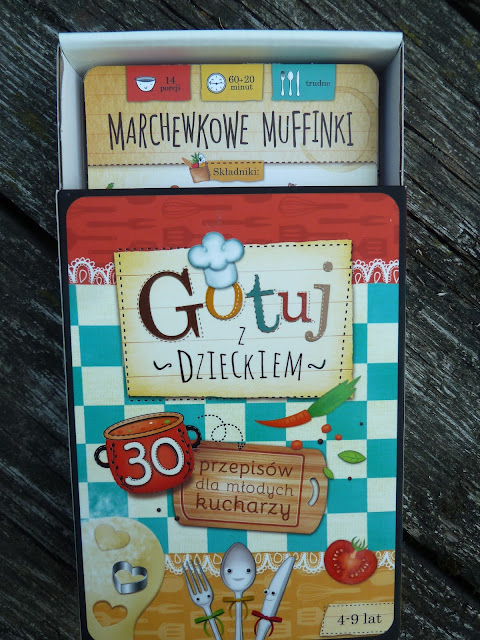 14 porcji
60+20 minut
trudne
MARCHEWKOWE MUFFINKI
Składniki:
Gotuj
z
~DZIECKIEM~
30
przepisów
dla młodych
kucharzy
4-9 lat